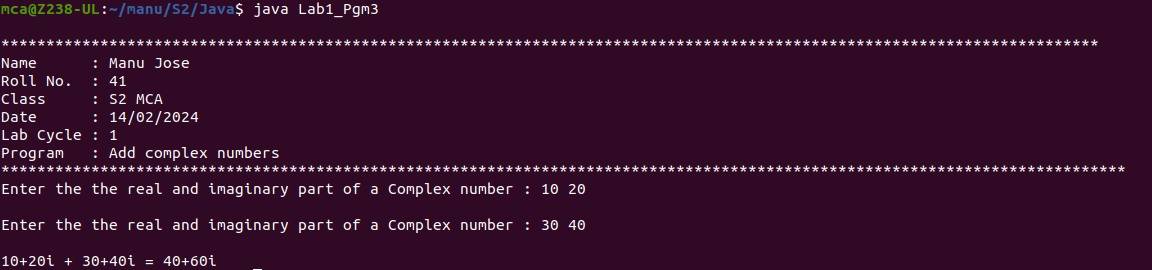 mca@Z238-UL:~/manu/S2/Java$ java Lab1_Pgm3
**************************************************************************************************************************
Name      : Manu Jose
Roll No.  : 41
Class     : S2 MCA
Date      : 14/02/2024
Lab Cycle : 1
Program   : Add complex numbers
*****************************************************************************************************************************
Enter the the real and imaginary part of a Complex number : 10 20
Enter the the real and imaginary part of a Complex number : 30 40
10+20i + 30+40i = 40+60i